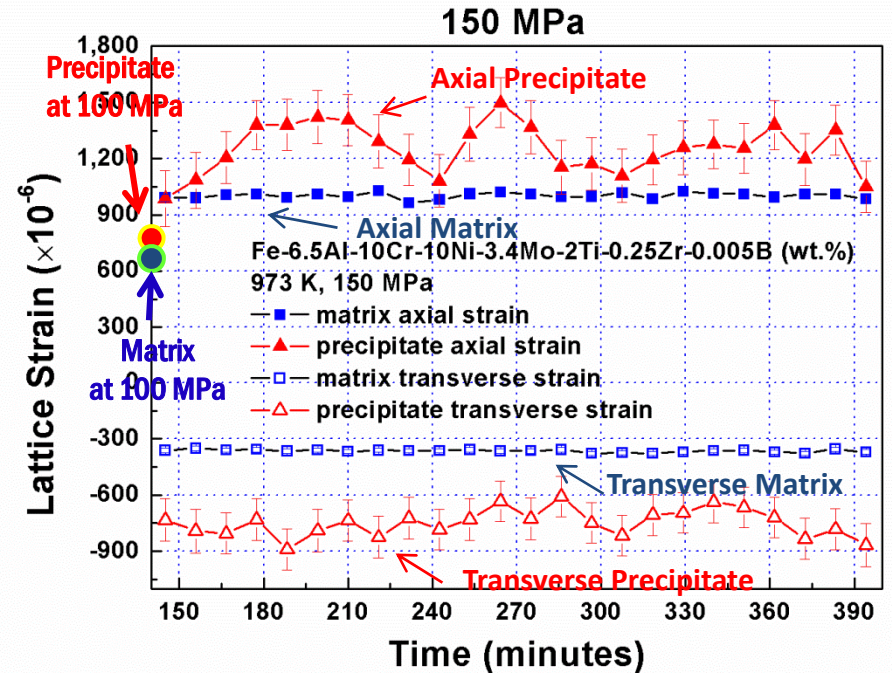 150 MPa
1,800
Precipitate
at 100 MPa
Axial Precipitate
1,500
1,200
900
Axial Matrix
Fe-6.5Al-10Cr-10Ni-3.4Mo-2Ti-0.25Zr-0.005B (wt.%)
600
973 K, 150 MPa
300
matrix axial strain
Matrix
at 100 MPa
precipitate axial strain
0
matrix transverse strain
precipitate transverse strain
-300
Transverse Matrix
-600
-900
Transverse Precipitate
Lattice Strain (×10⁻⁶)
150 180 210 240 270 300 330 360 390
Time (minutes)